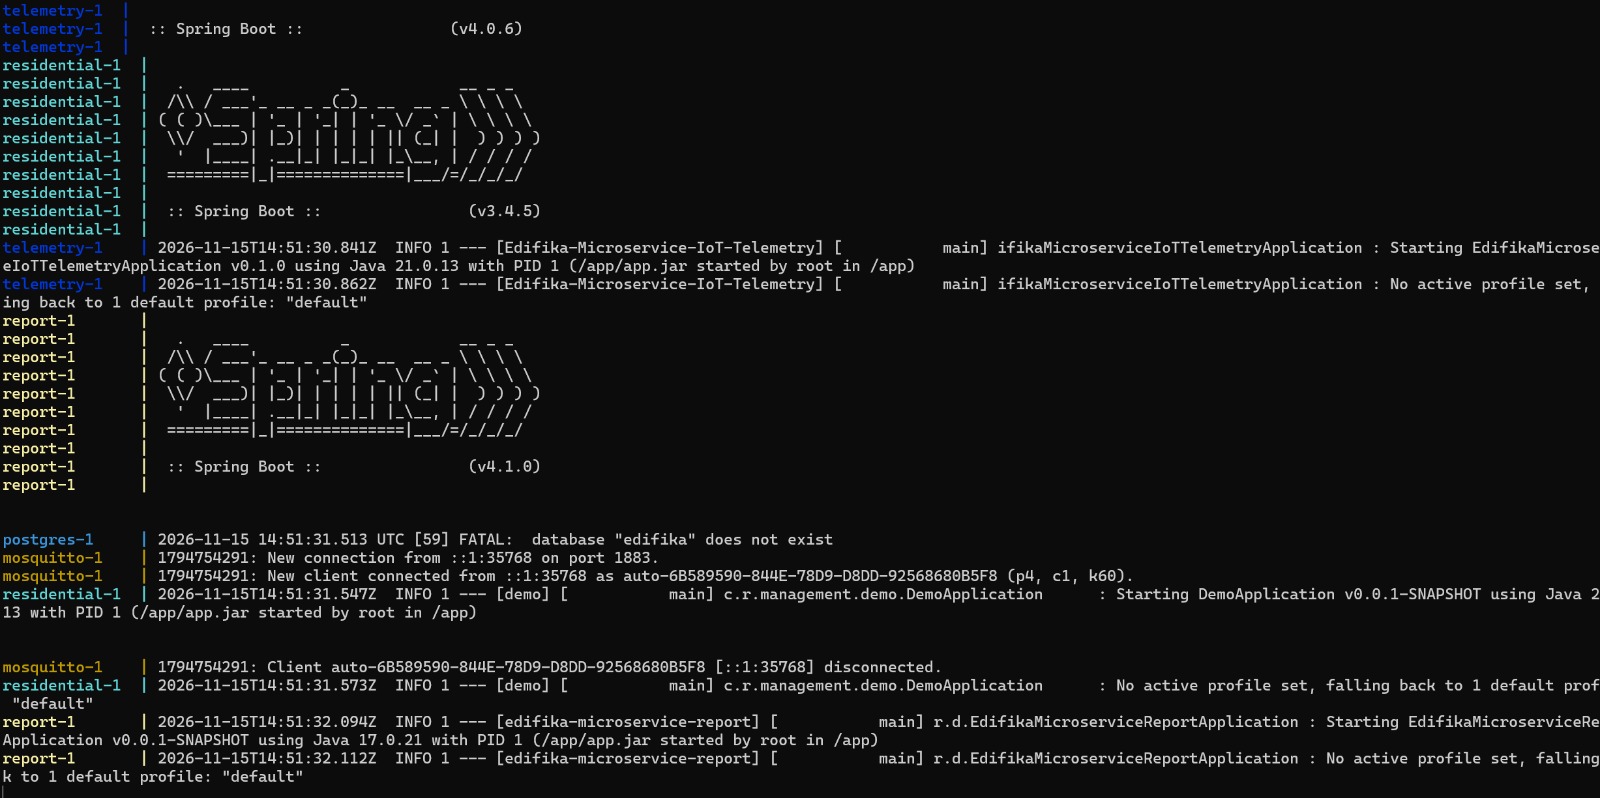 telemetry-1  |
telemetry-1  |  :: Spring Boot ::                (v4.0.6)
telemetry-1  |
residential-1  |
residential-1  |   .   ____          _            __ _ _
residential-1  |  /\\ / ___'_ __ _ _(_)_ __  __ _ \ \ \ \
residential-1  | ( ( )\___ | '_ | '_| | '_ \/ _` | \ \ \ \
residential-1  |  \\/  ___)| |_)| | | | | || (_| |  ) ) ) )
residential-1  |   '  |____| .__|_| |_|_| |_\__, | / / / /
residential-1  |  =========|_|==============|___/=/_/_/_/
residential-1  |
residential-1  |  :: Spring Boot ::                (v3.4.5)
residential-1  |
telemetry-1    | 2026-11-15T14:51:30.841Z  INFO 1 --- [Edifika-Microservice-IoT-Telemetry] [           main] ifikaMicroserviceIoTTelemetryApplication : Starting EdifikaMicrose
eIoTTelemetryApplication v0.1.0 using Java 21.0.13 with PID 1 (/app/app.jar started by root in /app)
telemetry-1    | 2026-11-15T14:51:30.862Z  INFO 1 --- [Edifika-Microservice-IoT-Telemetry] [           main] ifikaMicroserviceIoTTelemetryApplication : No active profile set,
ing back to 1 default profile: "default"
report-1       |
report-1       |   .   ____          _            __ _ _
report-1       |  /\\ / ___'_ __ _ _(_)_ __  __ _ \ \ \ \
report-1       | ( ( )\___ | '_ | '_| | '_ \/ _` | \ \ \ \
report-1       |  \\/  ___)| |_)| | | | | || (_| |  ) ) ) )
report-1       |   '  |____| .__|_| |_|_| |_\__, | / / / /
report-1       |  =========|_|==============|___/=/_/_/_/
report-1       |
report-1       |  :: Spring Boot ::                (v4.1.0)
report-1       |
postgres-1     | 2026-11-15 14:51:31.513 UTC [59] FATAL:  database "edifika" does not exist
mosquitto-1    | 1794754291: New connection from ::1:35768 on port 1883.
mosquitto-1    | 1794754291: New client connected from ::1:35768 as auto-6B589590-844E-78D9-D8DD-92568680B5F8 (p4, c1, k60).
residential-1  | 2026-11-15T14:51:31.547Z  INFO 1 --- [demo] [           main] c.r.management.demo.DemoApplication      : Starting DemoApplication v0.0.1-SNAPSHOT using Java 2
13 with PID 1 (/app/app.jar started by root in /app)
mosquitto-1    | 1794754291: Client auto-6B589590-844E-78D9-D8DD-92568680B5F8 [::1:35768] disconnected.
residential-1  | 2026-11-15T14:51:31.573Z  INFO 1 --- [demo] [           main] c.r.management.demo.DemoApplication      : No active profile set, falling back to 1 default prof
"default"
report-1       | 2026-11-15T14:51:32.094Z  INFO 1 --- [edifika-microservice-report] [           main] r.d.EdifikaMicroserviceReportApplication : Starting EdifikaMicroserviceRe
Application v0.0.1-SNAPSHOT using Java 17.0.21 with PID 1 (/app/app.jar started by root in /app)
report-1       | 2026-11-15T14:51:32.112Z  INFO 1 --- [edifika-microservice-report] [           main] r.d.EdifikaMicroserviceReportApplication : No active profile set, falling
k to 1 default profile: "default"